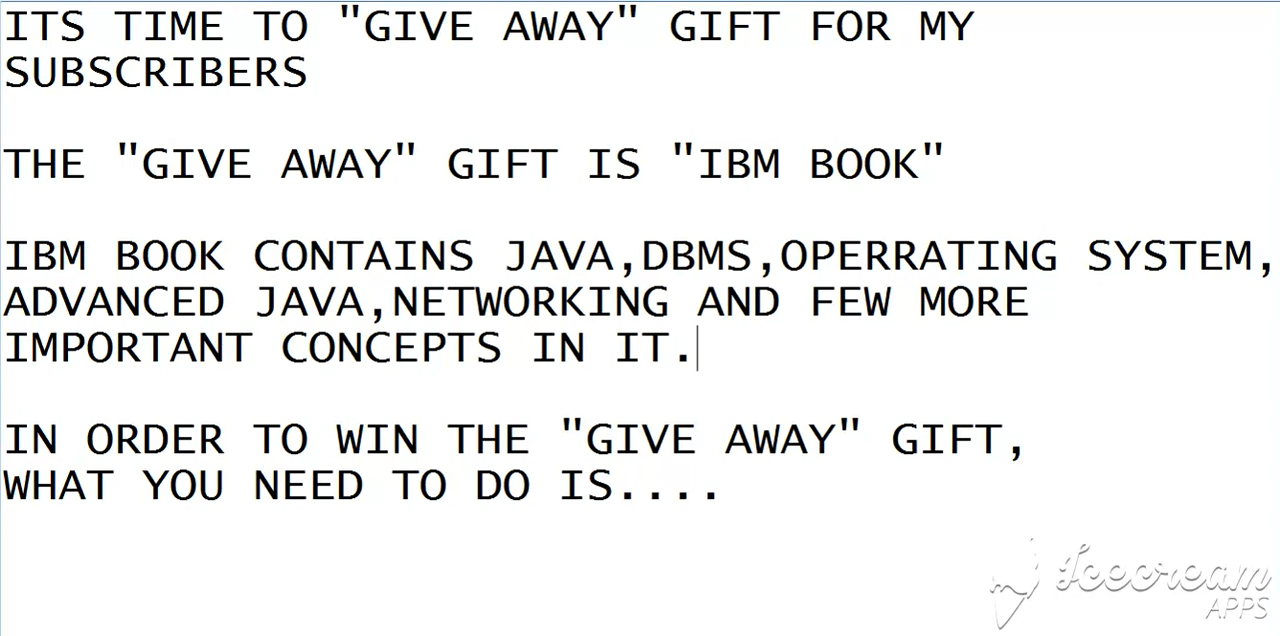 ITS TIME TO "GIVE AWAY" GIFT FOR MY
SUBSCRIBERS
THE "GIVE AWAY" GIFT IS "IBM BOOK"
IBM BOOK CONTAINS JAVA,DBMS,OPERRATING SYSTEM,
ADVANCED JAVA,NETWORKING AND FEW MORE
IMPORTANT CONCEPTS IN IT.
IN ORDER TO WIN THE "GIVE AWAY" GIFT,
WHAT YOU NEED TO DO IS....
Icecream
APPS